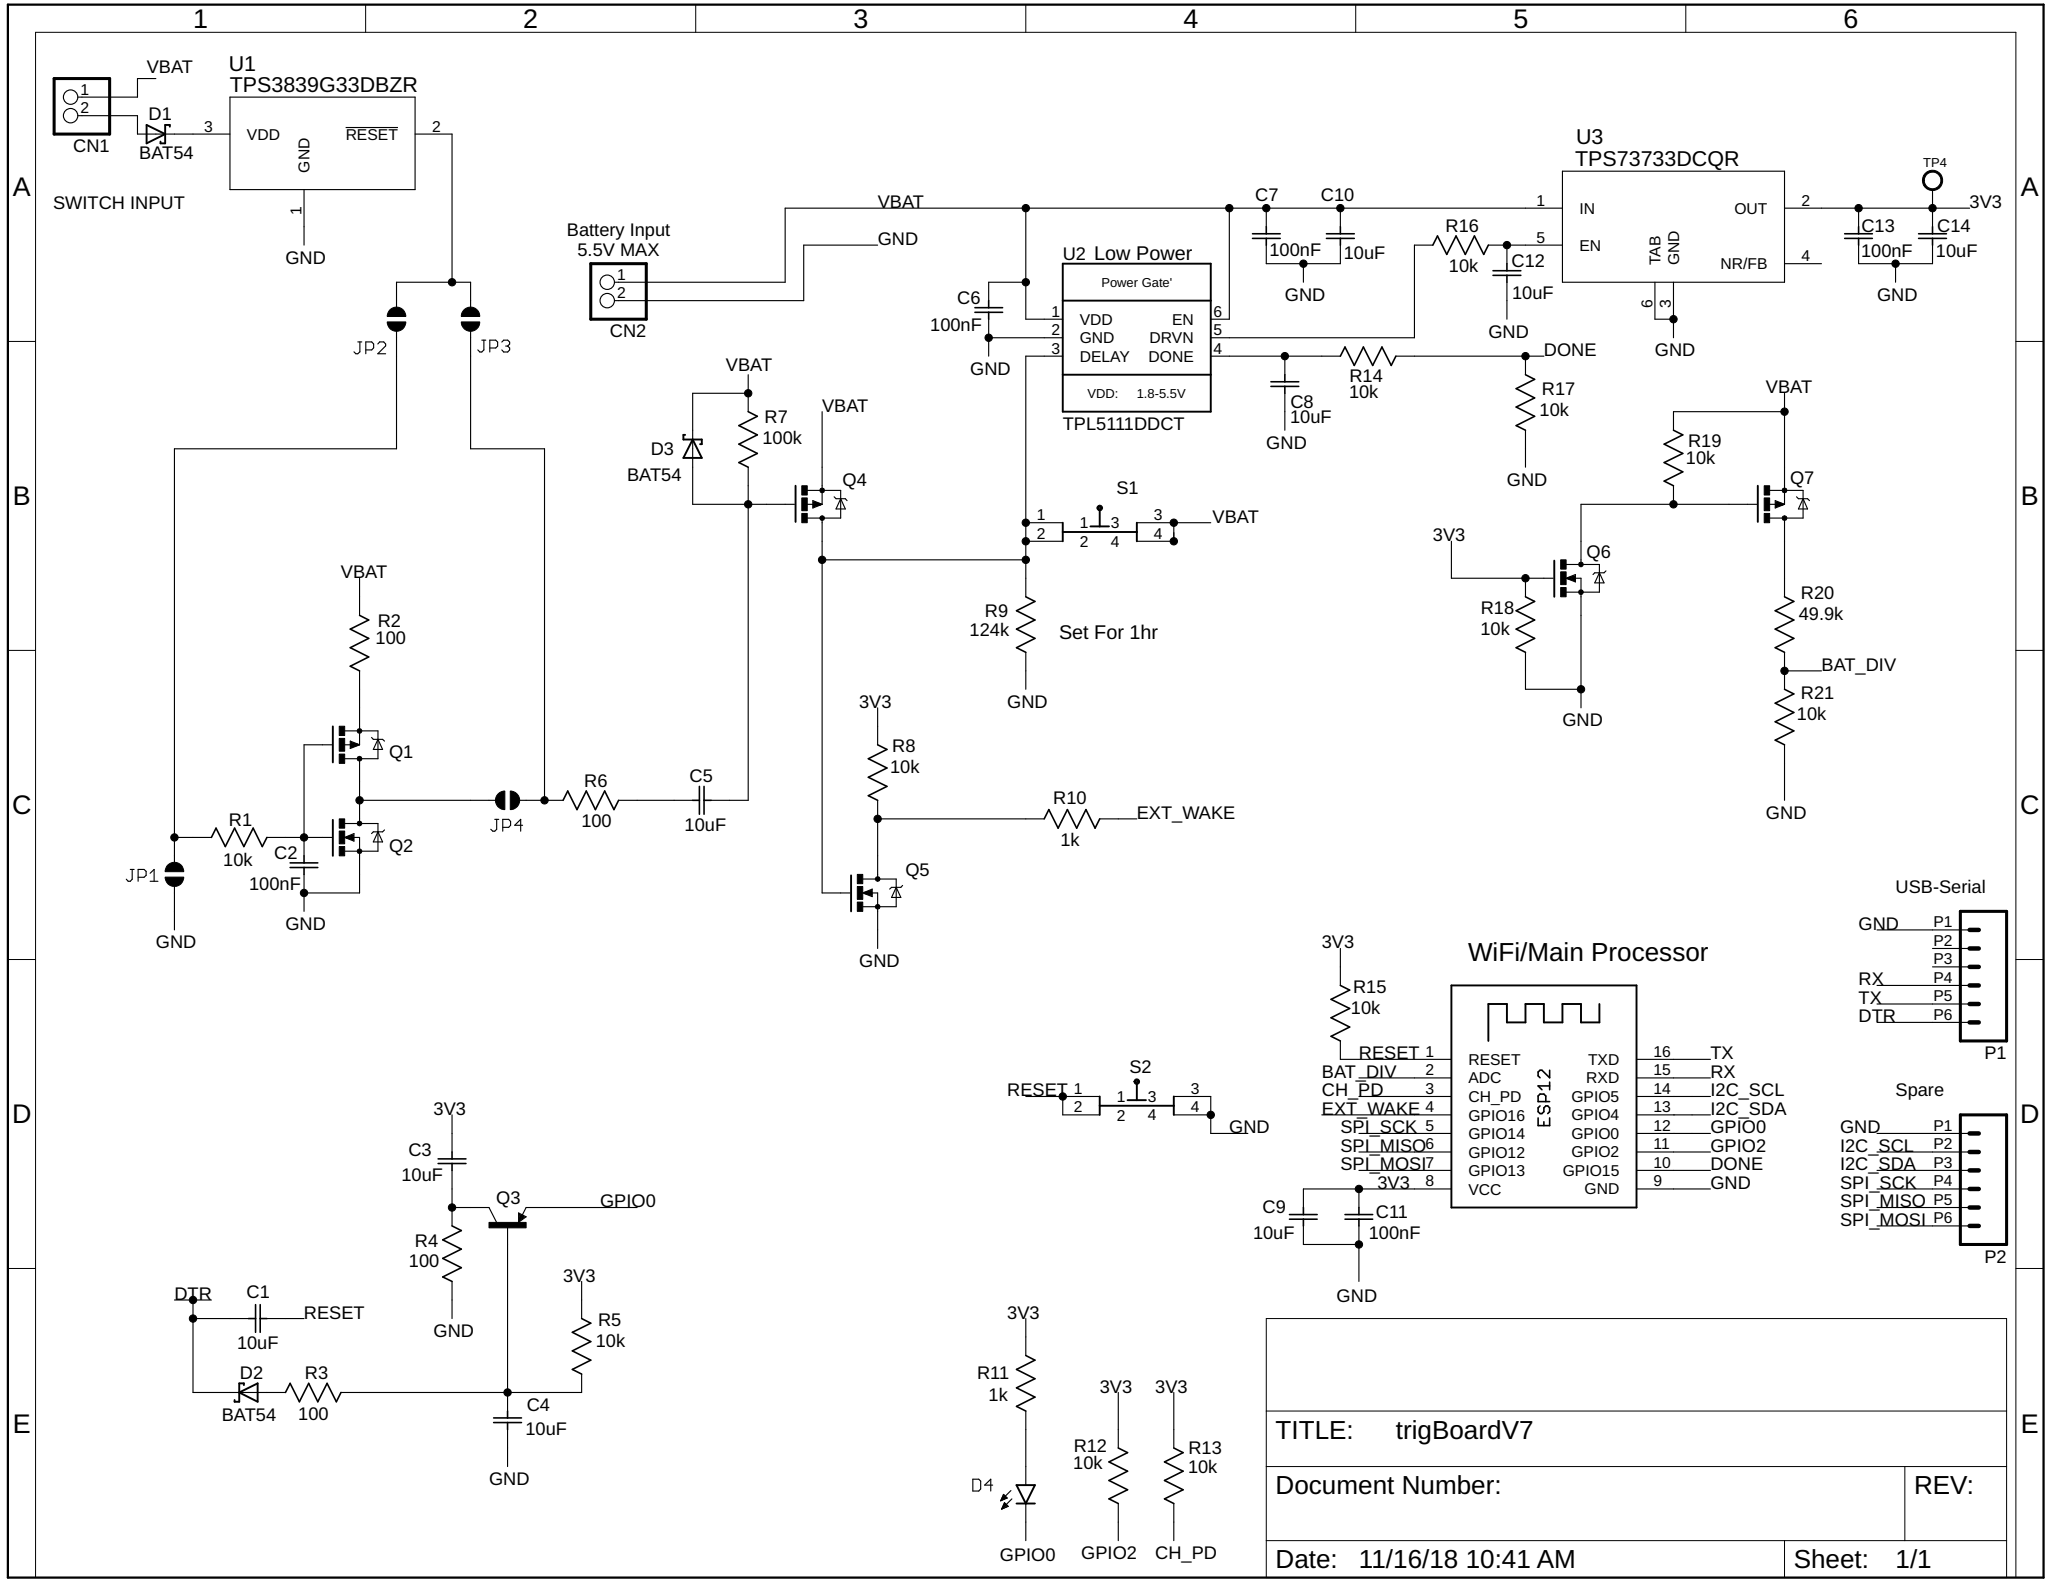 1 2 3 4 5 6
A
B
C
D
E
A
B
C
D
E
VBAT
1
2
CN1
SWITCH INPUT
D1
BAT54
U1
TPS3839G33DBZR
3
VDD
GND
RESET
2
1
GND
JP2
JP3
Battery Input
5.5V MAX
1
2
CN2
VBAT
GND
C6
100nF
GND
U2 Low Power
Power Gate'
1 VDD EN 6
2 GND DRVN 5
3 DELAY DONE 4
VDD: 1.8-5.5V
TPL5111DDCT
C7
100nF
C10
10uF
GND
R16
10k
C12
10uF
GND
U3
TPS73733DCQR
1 IN OUT 2
5 EN
TAB
GND
NR/FB 4
6 3
GND
TP4
3V3
C13
100nF
C14
10uF
GND
C8
10uF
GND
R14
10k
DONE
R17
10k
GND
VBAT
D3
BAT54
R7
100k
VBAT
Q4
S1
1 1 3 3
2 2 4 4
VBAT
R9
124k
Set For 1hr
GND
VBAT
R19
10k
Q7
3V3
Q6
R18
10k
GND
R20
49.9k
BAT_DIV
R21
10k
GND
VBAT
R2
100
Q1
Q2
R1
10k
C2
100nF
GND
JP1
GND
JP4
R6
100
C5
10uF
3V3
R8
10k
R10
1k
EXT_WAKE
Q5
GND
USB-Serial
GND P1
P2
P3
RX P4
TX P5
DTR P6
P1
WiFi/Main Processor
3V3
R15
10k
RESET 1 RESET TXD 16 TX
BAT_DIV 2 ADC RXD 15 RX
CH_PD 3 CH_PD GPIO5 14 I2C_SCL
EXT_WAKE 4 GPIO16 GPIO4 13 I2C_SDA
SPI_SCK 5 GPIO14 GPIO0 12 GPIO0
SPI_MISO 6 GPIO12 GPIO2 11 GPIO2
SPI_MOSI 7 GPIO13 GPIO15 10 DONE
3V3 8 VCC GND 9 GND
ESP12
C9
10uF
C11
100nF
GND
S2
RESET 1 1 3 3
2 2 4 4
GND
Spare
GND P1
I2C_SCL P2
I2C_SDA P3
SPI_SCK P4
SPI_MISO P5
SPI_MOSI P6
P2
3V3
C3
10uF
Q3
GPIO0
R4
100
GND
DTR
C1
10uF
RESET
D2
BAT54
R3
100
3V3
R5
10k
C4
10uF
GND
3V3
R11
1k
D4
GPIO0
3V3
R12
10k
GPIO2
3V3
R13
10k
CH_PD
TITLE: trigBoardV7
Document Number:
REV:
Date: 11/16/18 10:41 AM
Sheet: 1/1